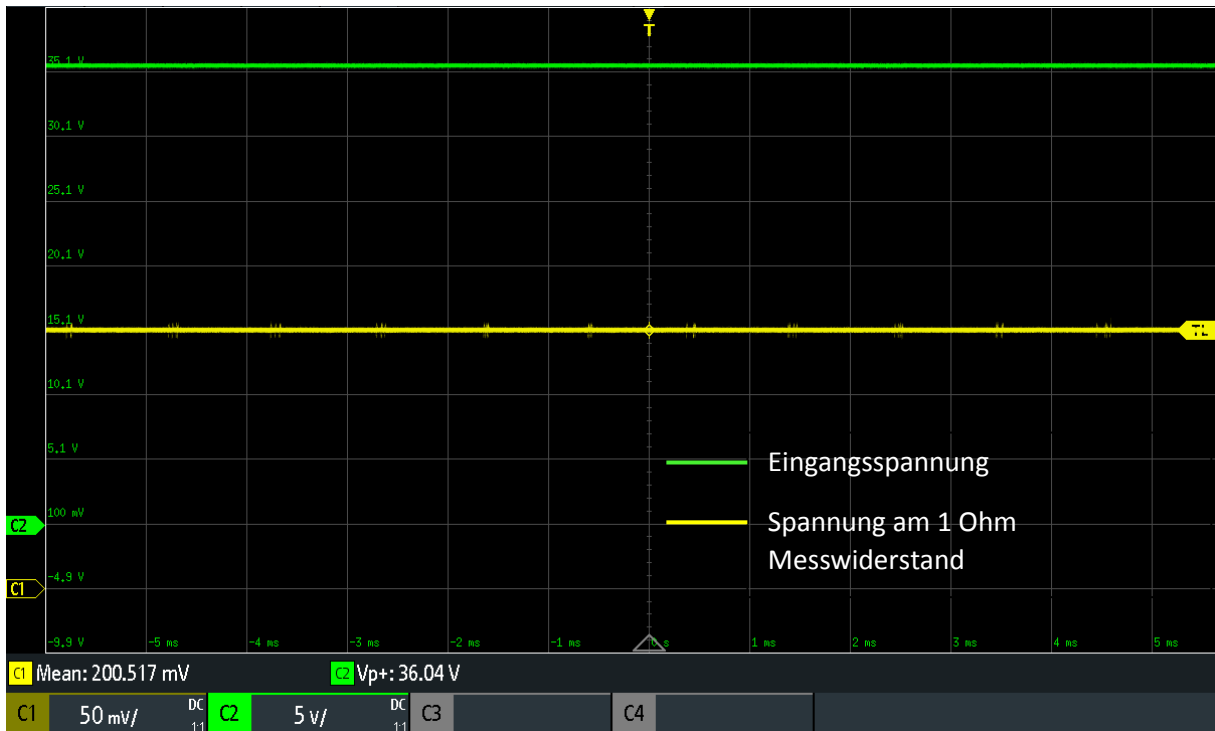 T
35.1 V
30.1 V
25.1 V
20.1 V
15.1 V
TL
10.1 V
5.1 V
Eingangsspannung
100 mV
C2
Spannung am 1 Ohm
Messwiderstand
-4.9 V
C1
-9.9 V -5 ms -4 ms -3 ms -2 ms -1 ms 0 s 1 ms 2 ms 3 ms 4 ms 5 ms
C1 Mean: 200.517 mV C2 Vp+: 36.04 V
C1 50 mV/ DC 1:1 C2 5 V/ DC 1:1 C3 C4